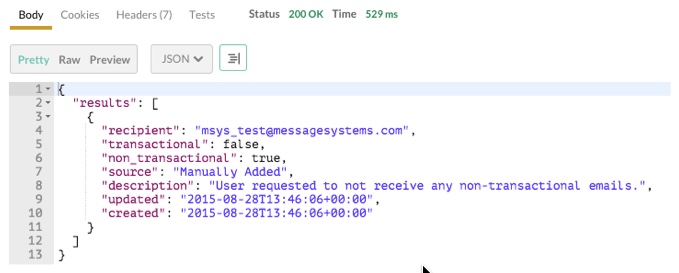 Body Cookies Headers (7) Tests Status 200 OK Time 529 ms
Pretty Raw Preview JSON
1 {
2 "results": [
3 {
4 "recipient": "msys_test@messagesystems.com",
5 "transactional": false,
6 "non_transactional": true,
7 "source": "Manually Added",
8 "description": "User requested to not receive any non-transactional emails.",
9 "updated": "2015-08-28T13:46:06+00:00",
10 "created": "2015-08-28T13:46:06+00:00"
11 }
12 ]
13 }